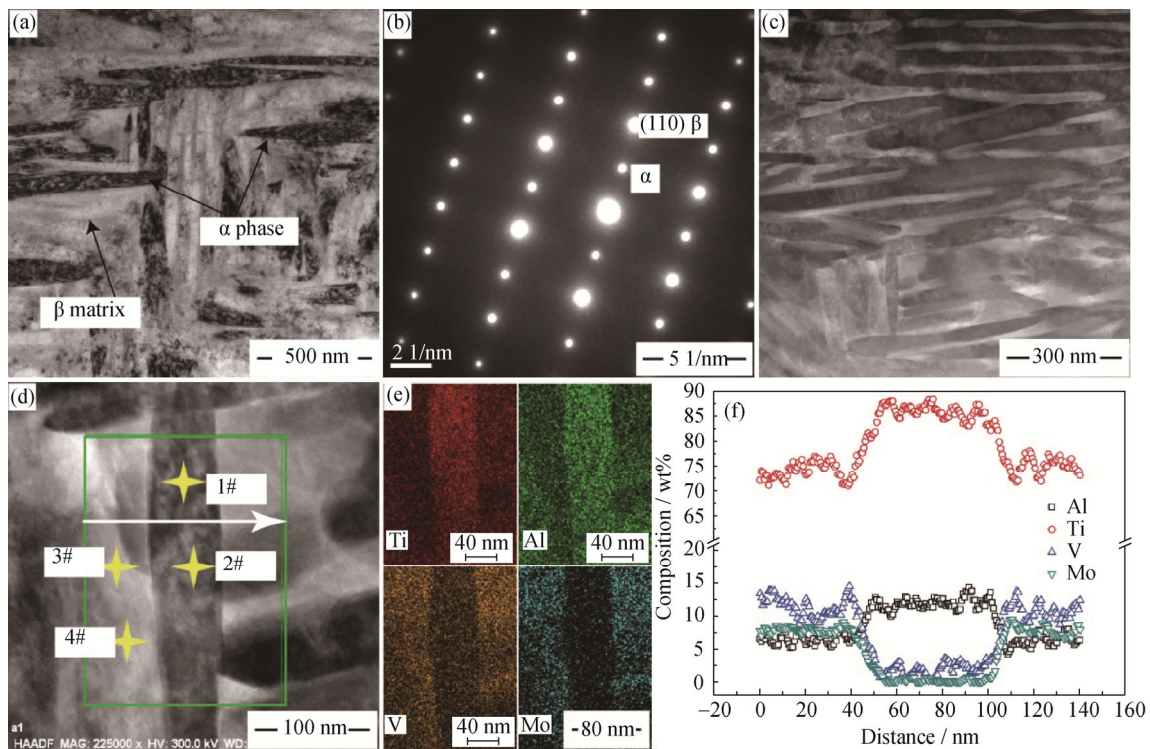 (a)
α phase
β matrix
500 nm
(b)
(110) β
α
2 1/nm
5 1/nm
(c)
300 nm
(d)
1#
3#
2#
4#
100 nm
a1
HAADF MAG: 225000 x HV: 300.0 kV WD:
(e)
Ti
40 nm
Al
40 nm
V
40 nm
Mo
80 nm
(f)
Composition / wt%
90
85
80
75
70
65
20
15
10
5
0
Al
Ti
V
Mo
−20 0 20 40 60 80 100 120 140 160
Distance / nm